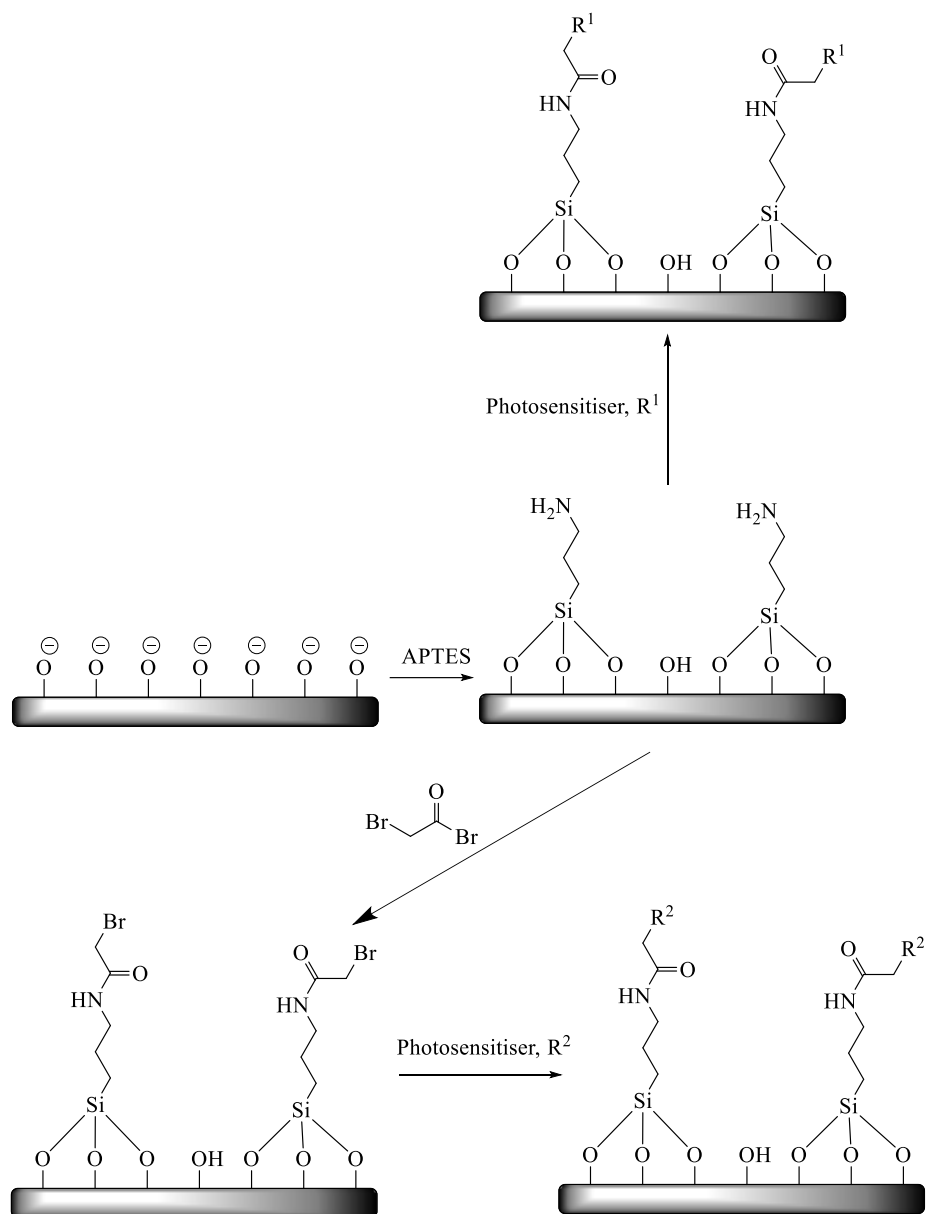 R¹
O
R¹
O
HN
HN
Si
Si
O O O OH O O O
Photosensitiser, R¹
H₂N
H₂N
Si
Si
⊖ ⊖ ⊖ ⊖ ⊖ ⊖ ⊖
O O O O O O O
APTES
O O O OH O O O
O
Br
Br
Br
O
Br
O
HN
HN
R²
O
R²
O
HN
HN
Photosensitiser, R²
Si
Si
Si
Si
O O O OH O O O
O O O OH O O O